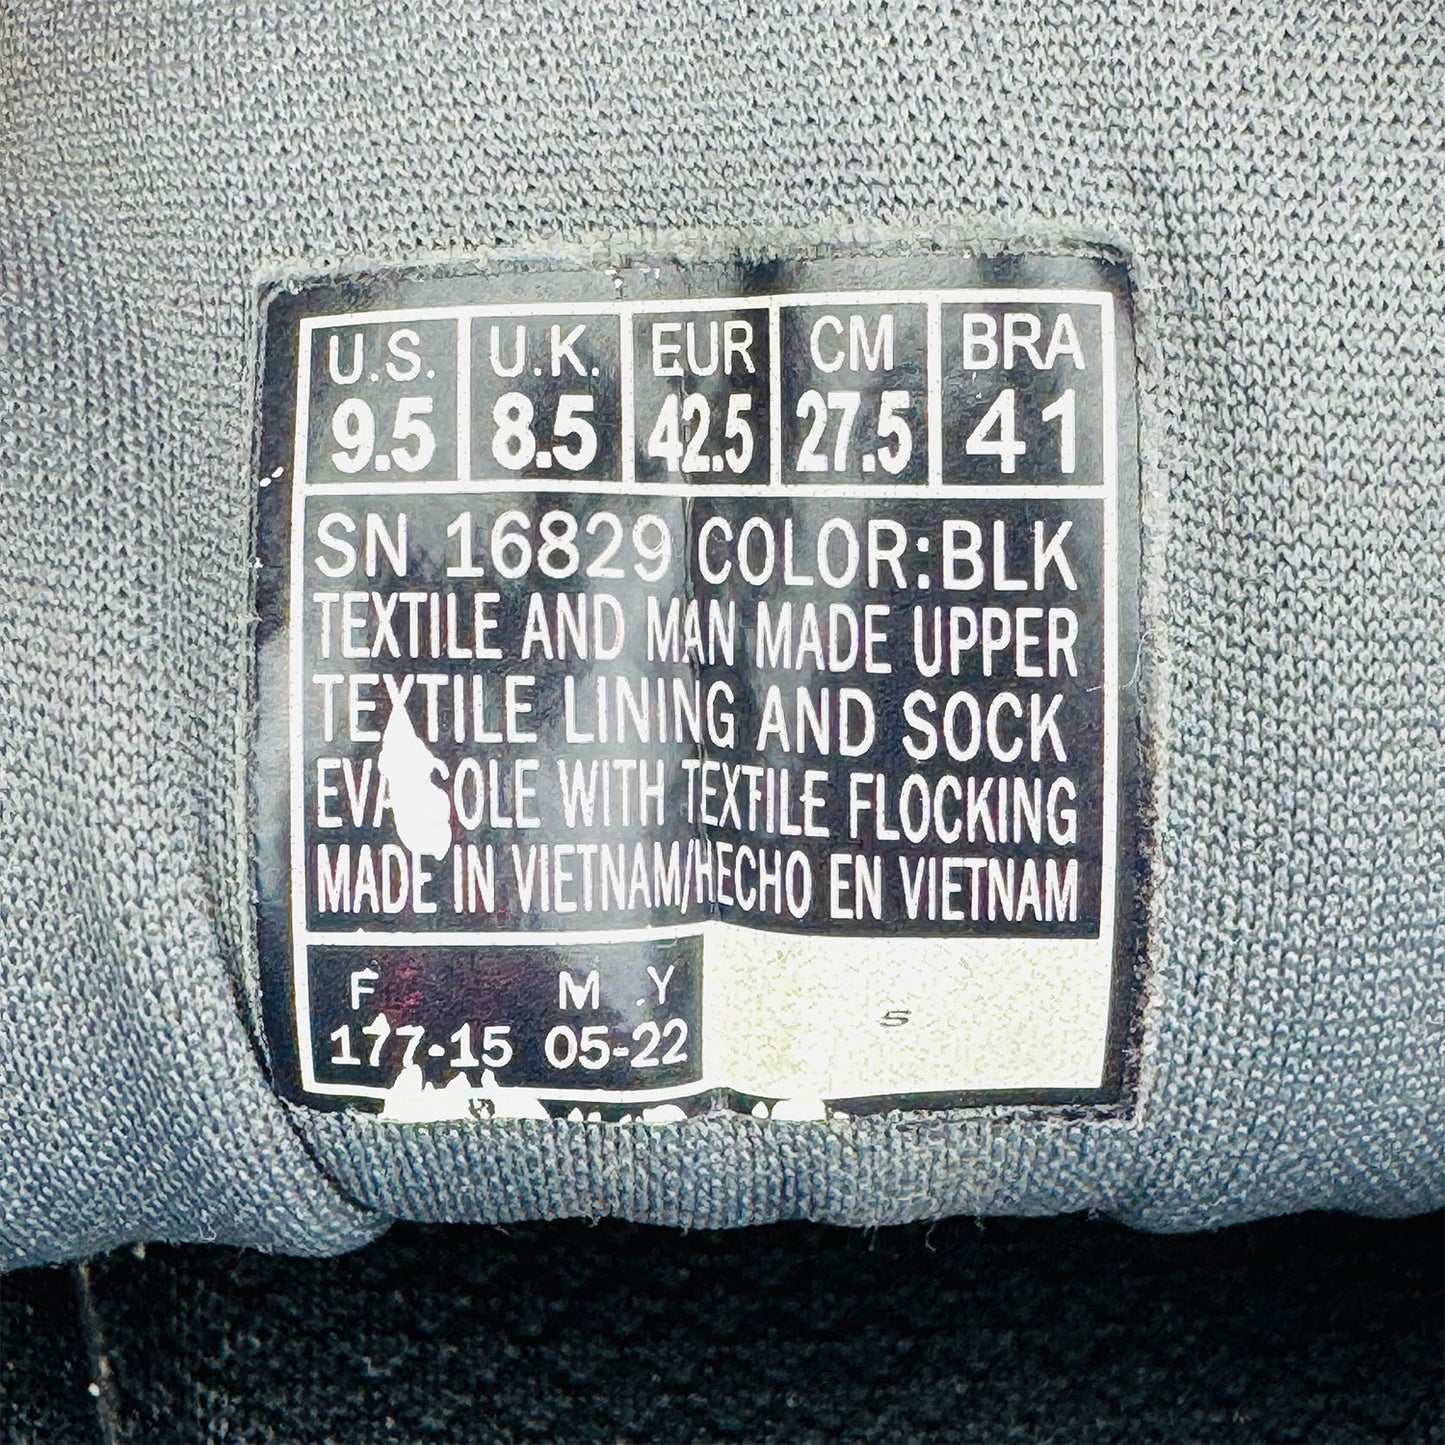 U.S. U.K. EUR CM BRA
9.5 8.5 42.5 27.5 41
SN 16829 COLOR:BLK
TEXTILE AND MAN MADE UPPER
TEXTILE LINING AND SOCK
EVA SOLE WITH TEXTILE FLOCKING
MADE IN VIETNAM/HECHO EN VIETNAM
F M Y
177-15 05-22
S